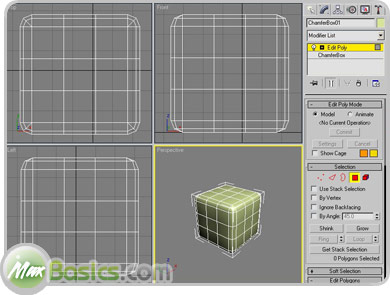 Top
Front
Left
Perspective
ChamferBox01
Modifier List
Edit Poly
ChamferBox
Edit Poly Mode
Model Animate
<No Current Operation>
Commit
Settings Cancel
Show Cage
Selection
Use Stack Selection
By Vertex
Ignore Backfacing
By Angle: 45.0
Shrink Grow
Ring Loop
Get Stack Selection
0 Polygons Selected
Soft Selection
Edit Polygons
MaxBasics.com